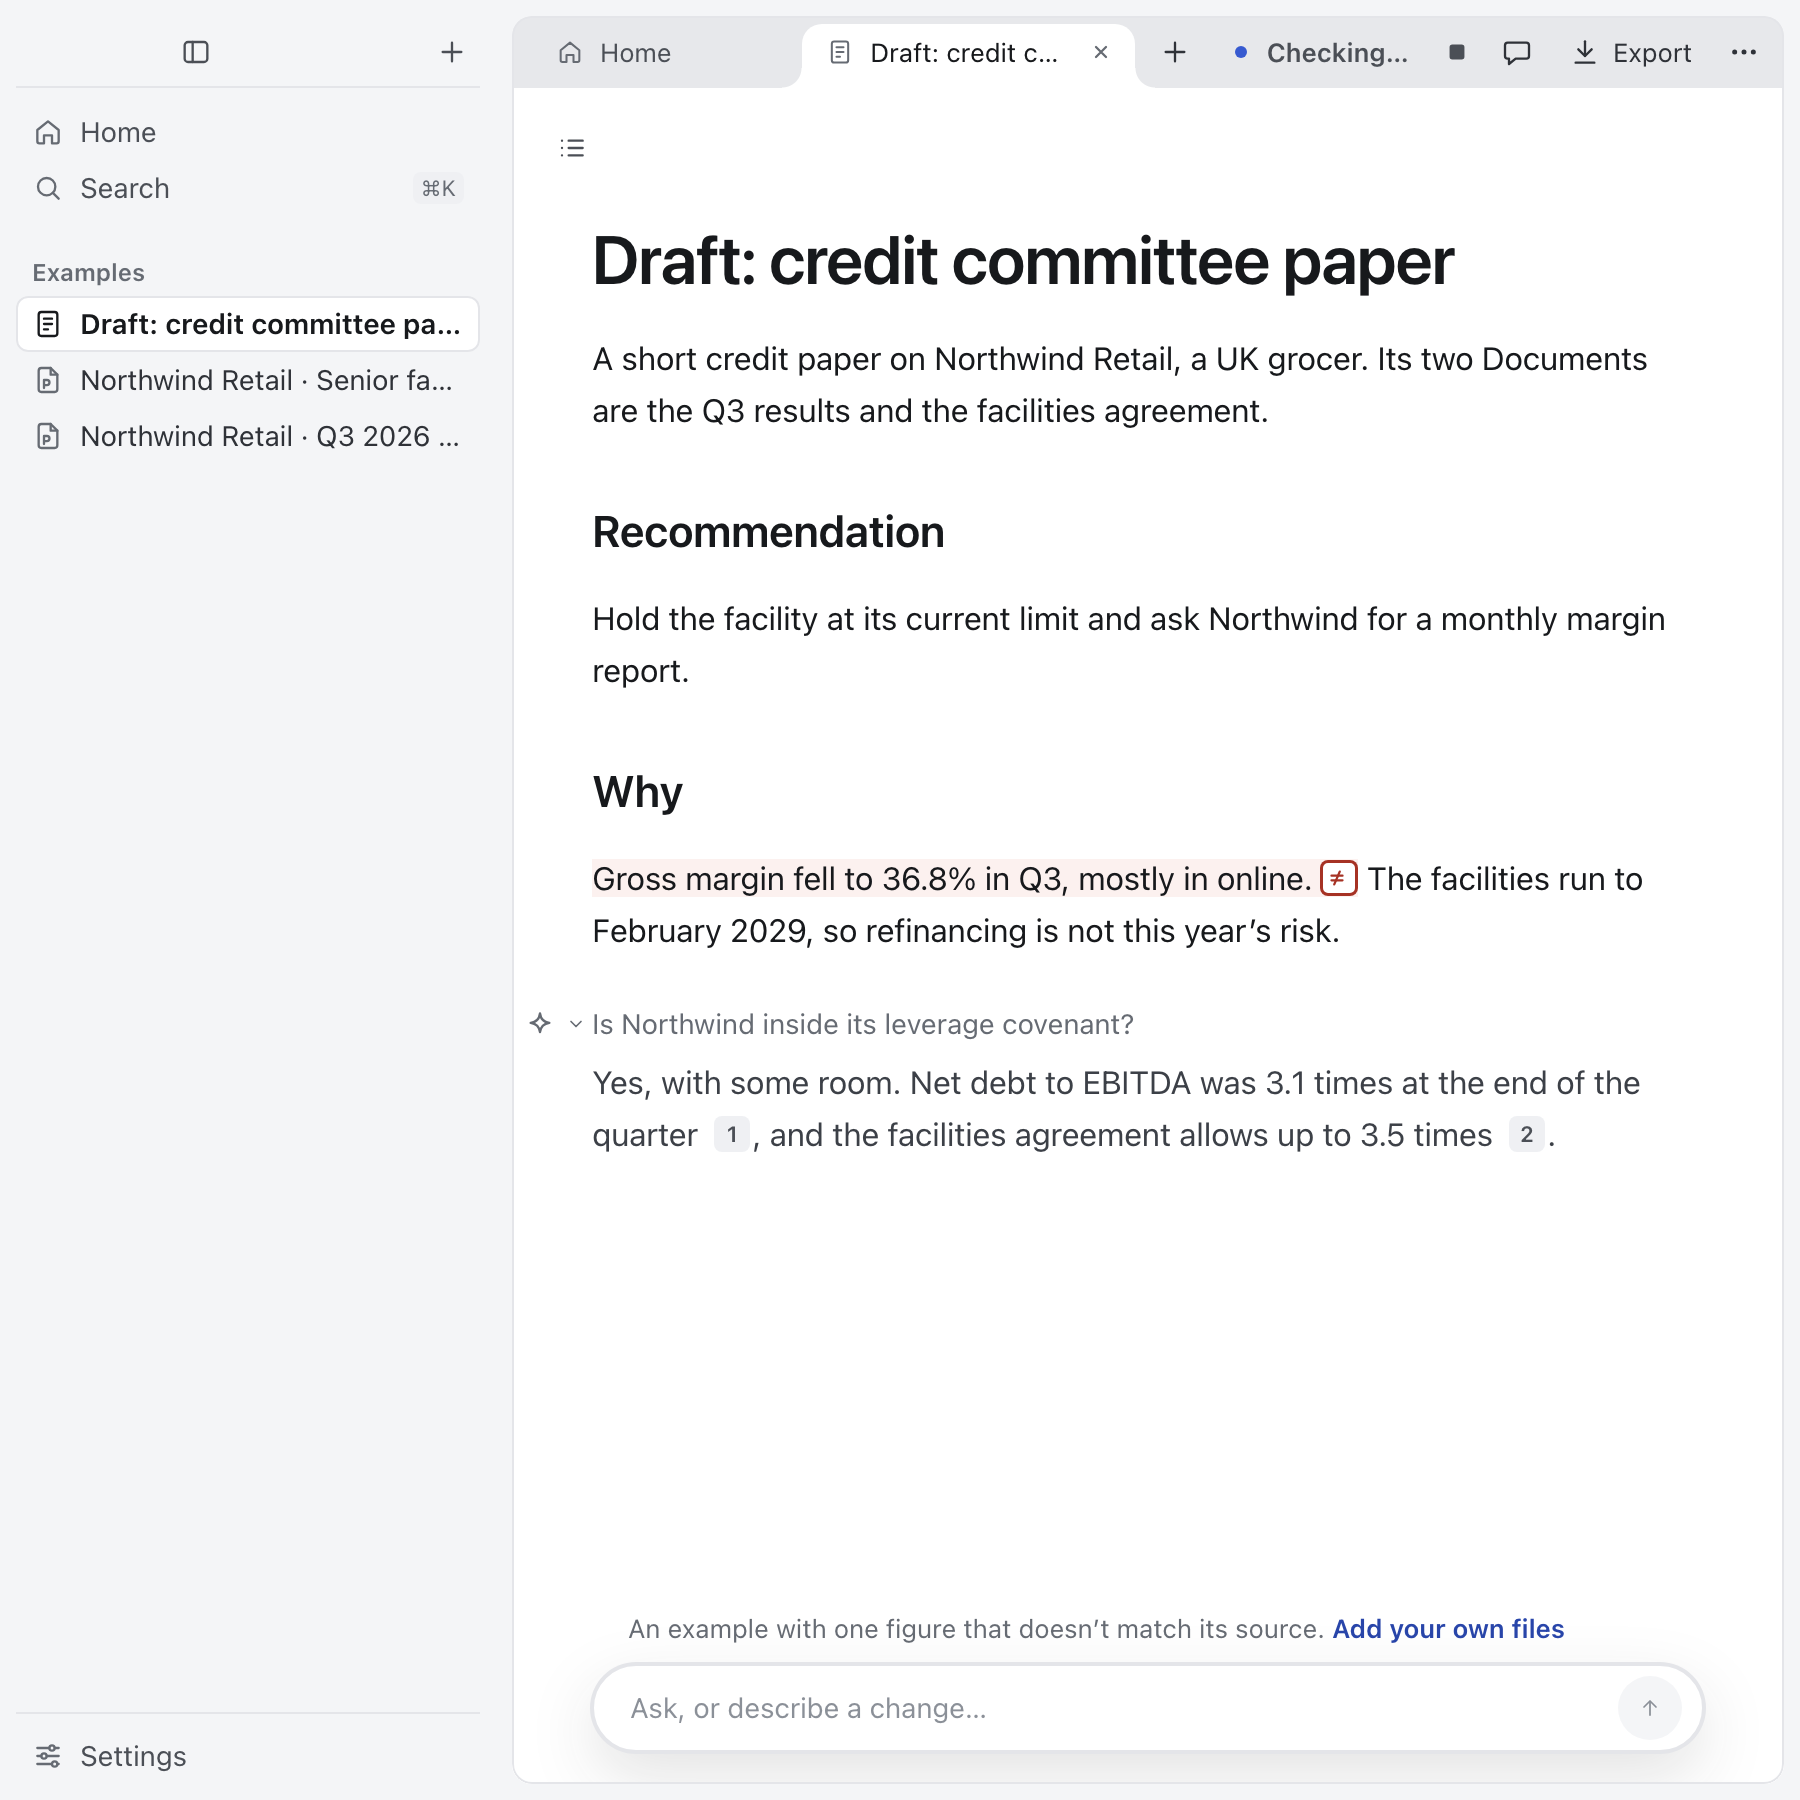 Home
Search
⌘K
Examples
Draft: credit committee pa...
Northwind Retail · Senior fa...
Northwind Retail · Q3 2026 ...
Settings
Home
Draft: credit c...
Checking...
Export
Draft: credit committee paper
A short credit paper on Northwind Retail, a UK grocer. Its two Documents
are the Q3 results and the facilities agreement.
Recommendation
Hold the facility at its current limit and ask Northwind for a monthly margin
report.
Why
Gross margin fell to 36.8% in Q3, mostly in online. ≠ The facilities run to
February 2029, so refinancing is not this year’s risk.
Is Northwind inside its leverage covenant?
Yes, with some room. Net debt to EBITDA was 3.1 times at the end of the
quarter 1, and the facilities agreement allows up to 3.5 times 2.
An example with one figure that doesn’t match its source. Add your own files
Ask, or describe a change...